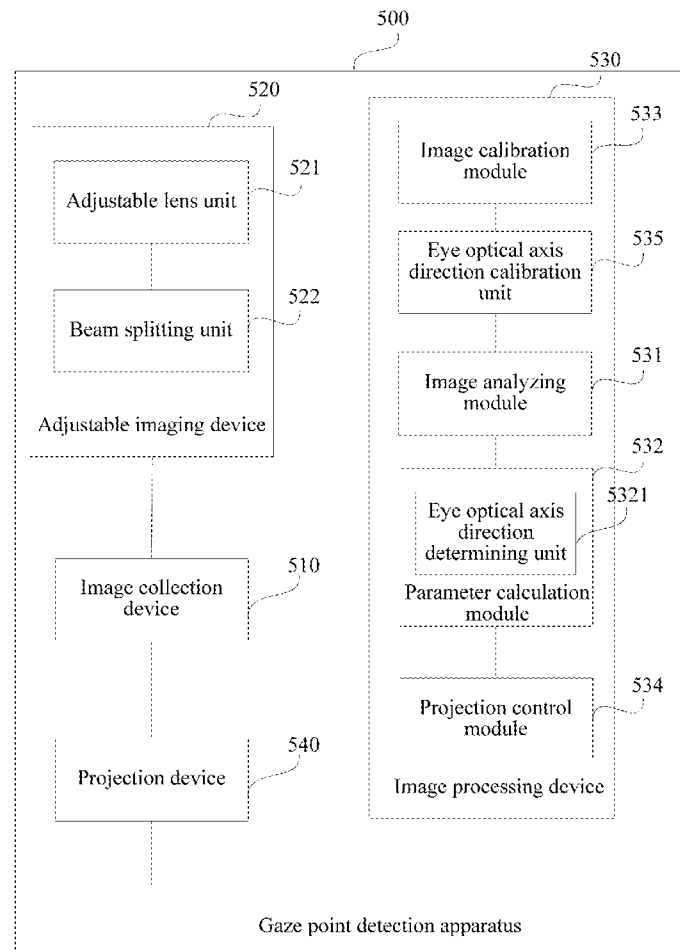 500
520
530
533
Image calibration
module
521
Adjustable lens unit
535
Eye optical axis
direction calibration
unit
522
Beam splitting unit
531
Image analyzing
module
Adjustable imaging device
532
5321
Eye optical axis
direction
determining unit
Parameter calculation
module
510
Image collection
device
534
Projection control
module
540
Projection device
Image processing device
Gaze point detection apparatus